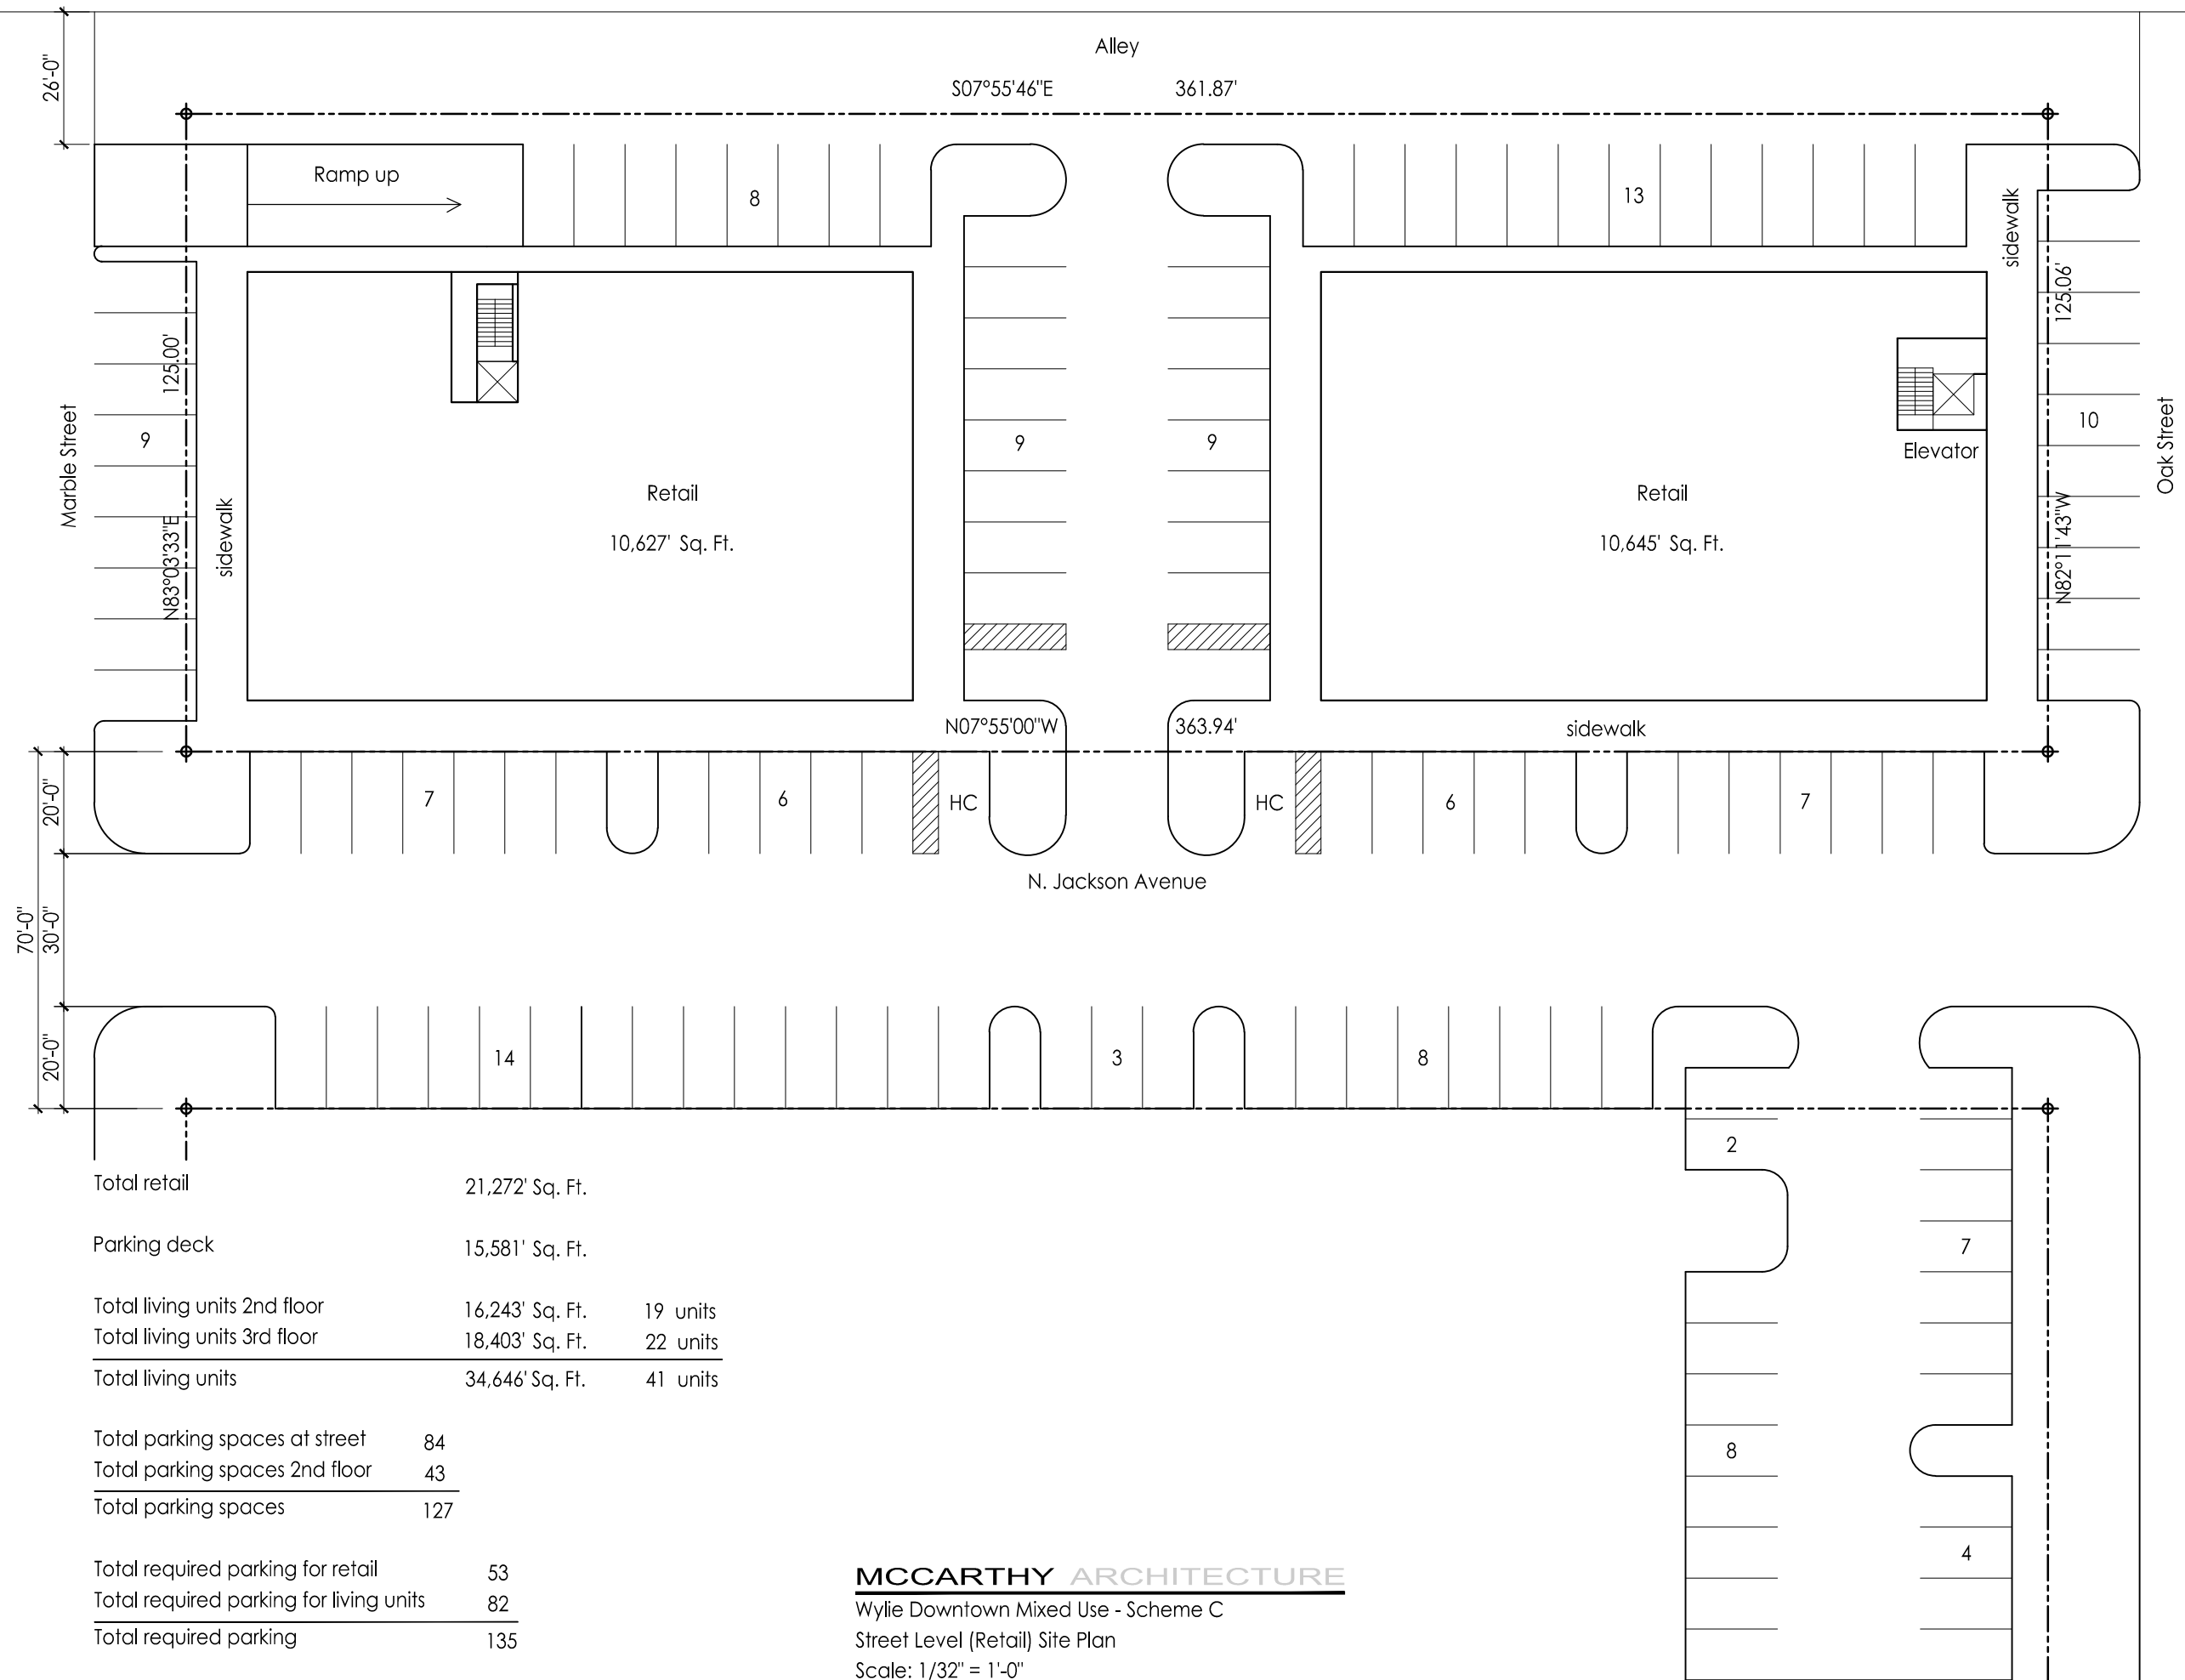 Alley
26'-0"
S07°55'46"E 361.87'
Ramp up
8
13
sidewalk
125.00'
125.06'
Marble Street
9
9
9
10
Oak Street
Elevator
Retail
10,627' Sq. Ft.
Retail
10,645' Sq. Ft.
N83°03'33"E
sidewalk
N82°11'43"W
N07°55'00"W 363.94'
sidewalk
20'-0"
7
6
HC
HC
6
7
N. Jackson Avenue
70'-0"
30'-0"
20'-0"
14
3
8
2
7
8
4
Total retail 21,272' Sq. Ft.
Parking deck 15,581' Sq. Ft.
Total living units 2nd floor 16,243' Sq. Ft. 19 units
Total living units 3rd floor 18,403' Sq. Ft. 22 units
Total living units 34,646' Sq. Ft. 41 units
Total parking spaces at street 84
Total parking spaces 2nd floor 43
Total parking spaces 127
Total required parking for retail 53
Total required parking for living units 82
Total required parking 135
MCCARTHY ARCHITECTURE
Wylie Downtown Mixed Use - Scheme C
Street Level (Retail) Site Plan
Scale: 1/32" = 1'-0"